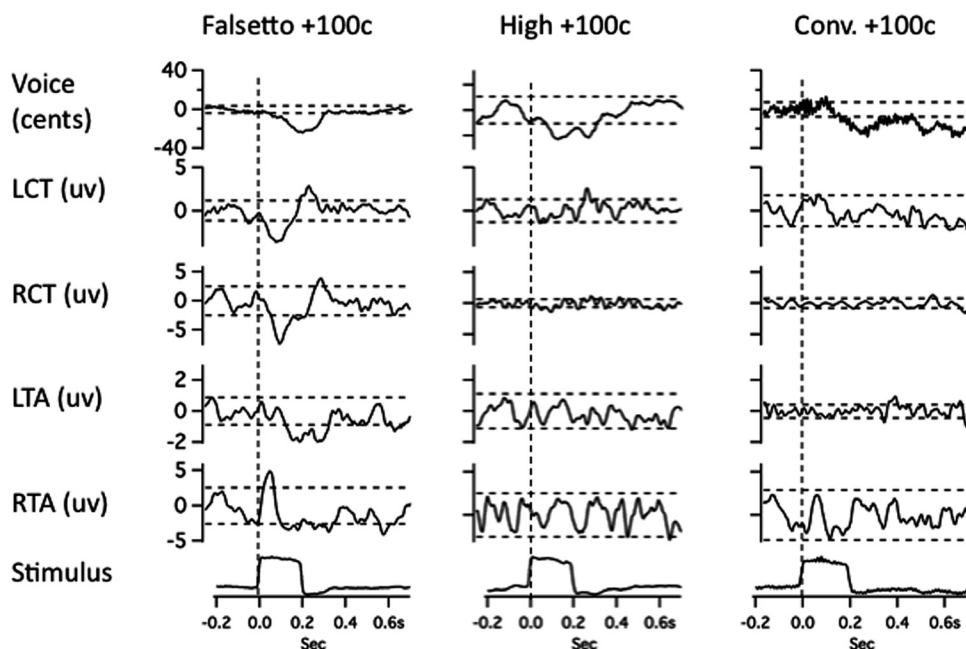 Falsetto +100c High +100c Conv. +100c
Voice
(cents)
40
0
-40
LCT (uv)
5
0
RCT (uv)
5
0
-5
LTA (uv)
2
0
-2
RTA (uv)
5
0
-5
Stimulus
-0.2 0.0 0.2 0.4 0.6s -0.2 0.0 0.2 0.4 0.6s -0.2 0.0 0.2 0.4 0.6s
Sec Sec Sec